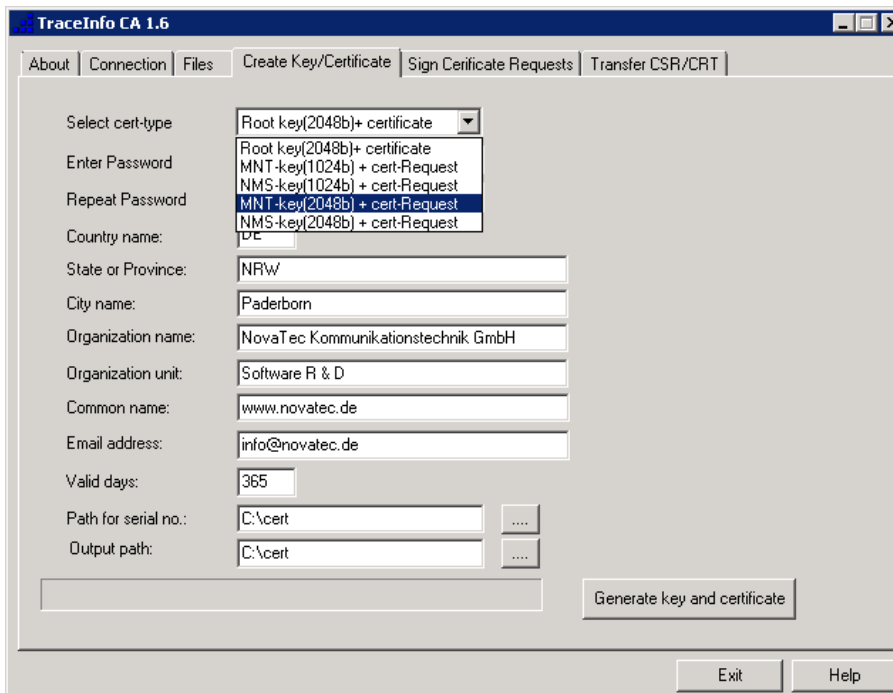 TraceInfo CA 1.6
About Connection Files Create Key/Certificate Sign Cerificate Requests Transfer CSR/CRT
Select cert-type Root key(2048b)+ certificate
Root key(2048b)+ certificate
Enter Password MNT-key(1024b) + cert-Request
NMS-key(1024b) + cert-Request
Repeat Password MNT-key(2048b) + cert-Request
NMS-key(2048b) + cert-Request
Country name: DE
State or Province: NRW
City name: Paderborn
Organization name: NovaTec Kommunikationstechnik GmbH
Organization unit: Software R & D
Common name: www.novatec.de
Email address: info@novatec.de
Valid days: 365
Path for serial no.: C:\cert ....
Output path: C:\cert ....
Generate key and certificate
Exit Help